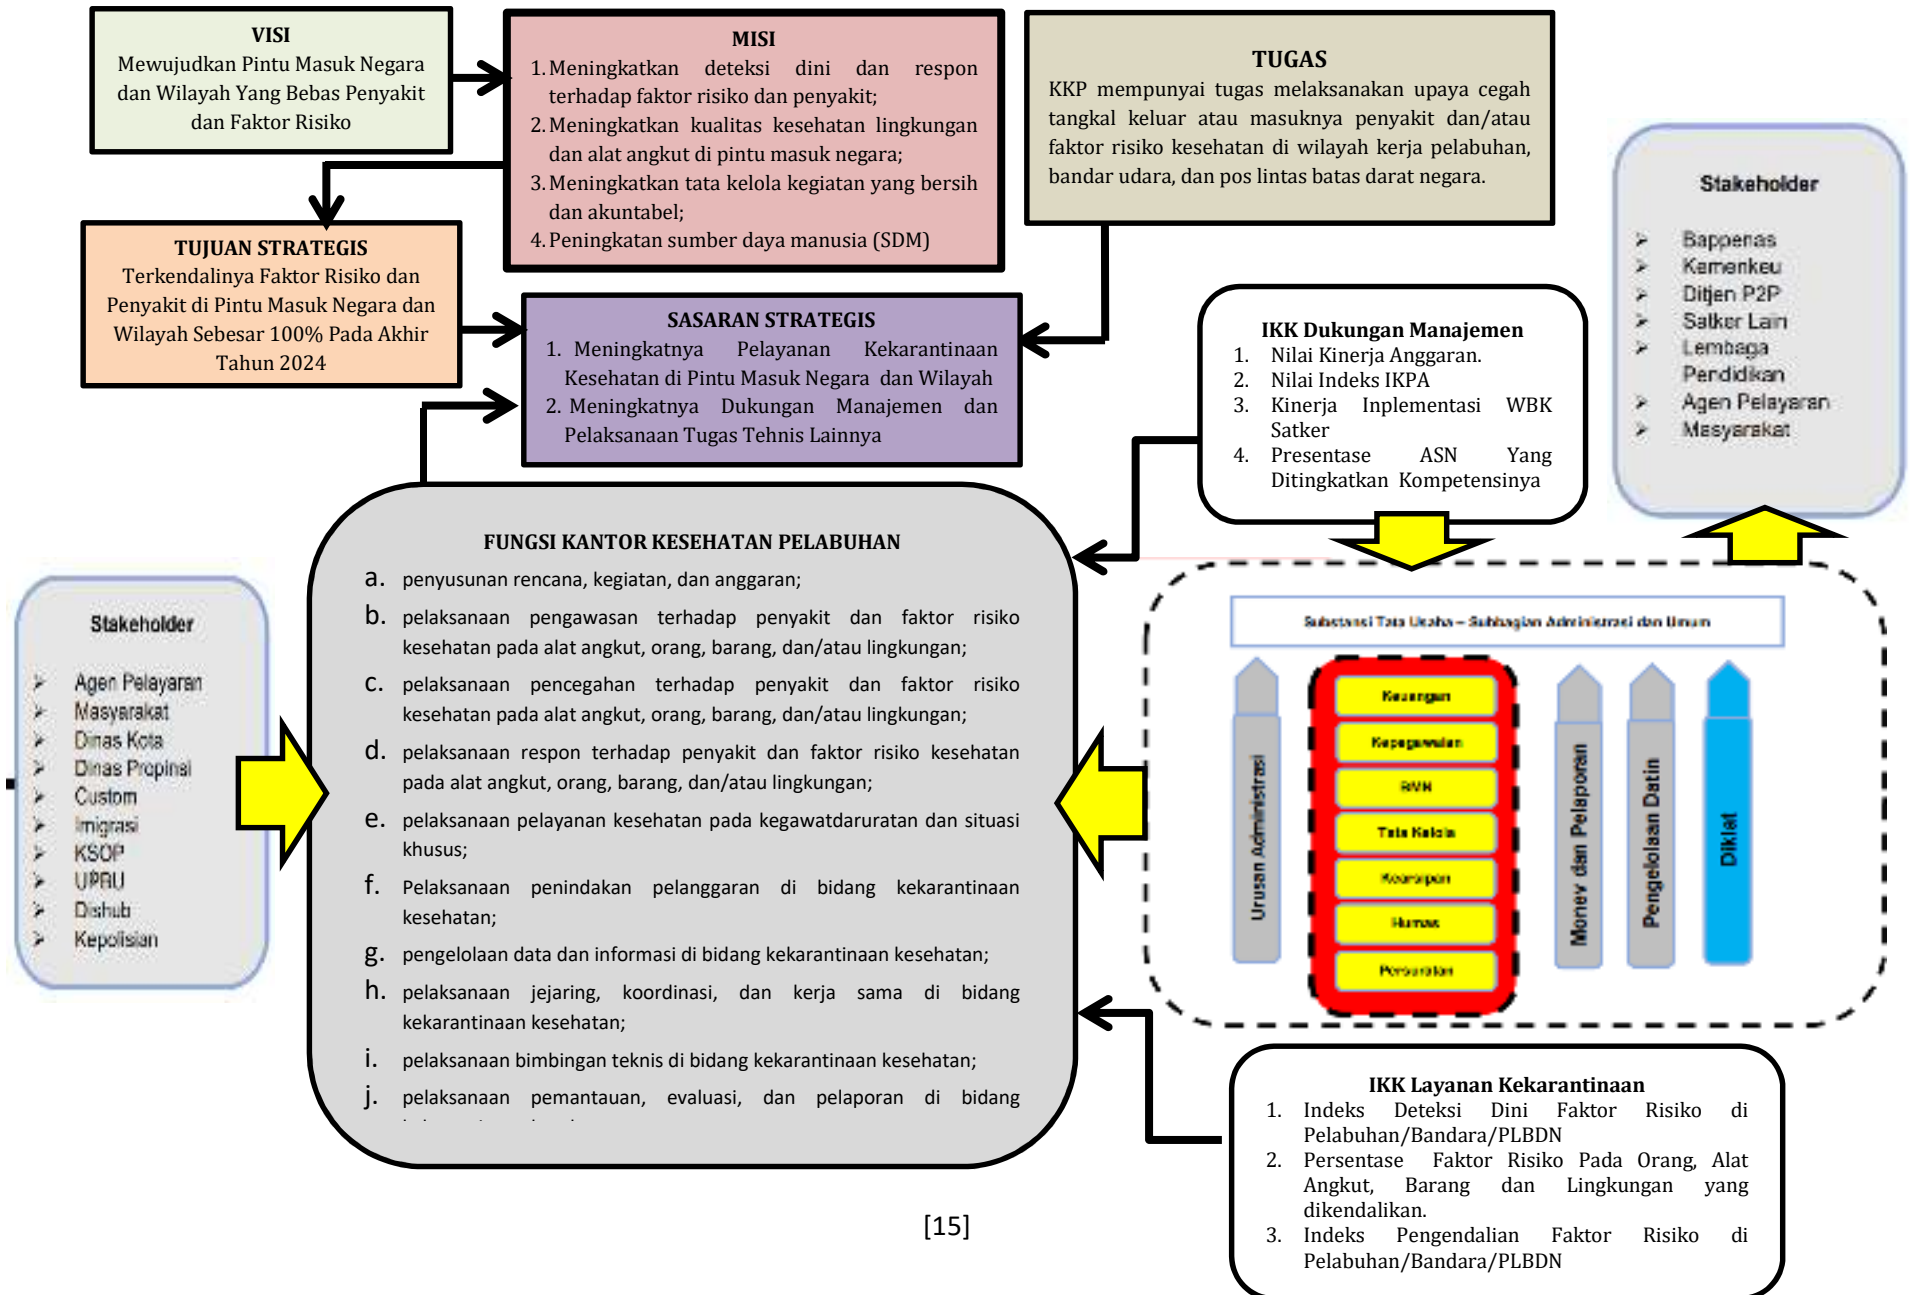 VISI
Mewujudkan Pintu Masuk Negara
dan Wilayah Yang Bebas Penyakit
dan Faktor Risiko
MISI
1. Meningkatkan deteksi dini dan respon
terhadap faktor risiko dan penyakit;
2. Meningkatkan kualitas kesehatan lingkungan
dan alat angkut di pintu masuk negara;
3. Meningkatkan tata kelola kegiatan yang bersih
dan akuntabel;
4. Peningkatan sumber daya manusia (SDM)
TUGAS
KKP mempunyai tugas melaksanakan upaya cegah
tangkal keluar atau masuknya penyakit dan/atau
faktor risiko kesehatan di wilayah kerja pelabuhan,
bandar udara, dan pos lintas batas darat negara.
TUJUAN STRATEGIS
Terkendalinya Faktor Risiko dan
Penyakit di Pintu Masuk Negara dan
Wilayah Sebesar 100% Pada Akhir
Tahun 2024
SASARAN STRATEGIS
1. Meningkatnya Pelayanan Kekarantinaan
Kesehatan di Pintu Masuk Negara dan Wilayah
2. Meningkatnya Dukungan Manajemen dan
Pelaksanaan Tugas Tehnis Lainnya
IKK Dukungan Manajemen
1. Nilai Kinerja Anggaran.
2. Nilai Indeks IKPA
3. Kinerja Inplementasi WBK
Satker
4. Presentase ASN Yang
Ditingkatkan Kompetensinya
Stakeholder
➢ Bappenas
➢ Kemenkeu
➢ Ditjen P2P
➢ Satker Lain
➢ Lembaga
Pendidikan
➢ Agen Pelayaran
➢ Masyarakat
Stakeholder
➢ Agen Pelayaran
➢ Masyarakat
➢ Dinas Kota
➢ Dinas Propinsi
➢ Custom
➢ Imigrasi
➢ KSOP
➢ UPBU
➢ Dishub
➢ Kepolisian
FUNGSI KANTOR KESEHATAN PELABUHAN
a. penyusunan rencana, kegiatan, dan anggaran;
b. pelaksanaan pengawasan terhadap penyakit dan faktor risiko
kesehatan pada alat angkut, orang, barang, dan/atau lingkungan;
c. pelaksanaan pencegahan terhadap penyakit dan faktor risiko
kesehatan pada alat angkut, orang, barang, dan/atau lingkungan;
d. pelaksanaan respon terhadap penyakit dan faktor risiko kesehatan
pada alat angkut, orang, barang, dan/atau lingkungan;
e. pelaksanaan pelayanan kesehatan pada kegawatdaruratan dan situasi
khusus;
f. Pelaksanaan penindakan pelanggaran di bidang kekarantinaan
kesehatan;
g. pengelolaan data dan informasi di bidang kekarantinaan kesehatan;
h. pelaksanaan jejaring, koordinasi, dan kerja sama di bidang
kekarantinaan kesehatan;
i. pelaksanaan bimbingan teknis di bidang kekarantinaan kesehatan;
j. pelaksanaan pemantauan, evaluasi, dan pelaporan di bidang
Substansi Tata Usaha – Subbagian Administrasi dan Umum
Urusan Administrasi
Keuangan
Kepegawaian
BMN
Tata Kelola
Kearsipan
Humas
Persuratan
Monev dan Pelaporan
Pengelolaan Datin
Diklat
IKK Layanan Kekarantinaan
1. Indeks Deteksi Dini Faktor Risiko di
Pelabuhan/Bandara/PLBDN
2. Persentase Faktor Risiko Pada Orang, Alat
Angkut, Barang dan Lingkungan yang
dikendalikan.
3. Indeks Pengendalian Faktor Risiko di
Pelabuhan/Bandara/PLBDN
[15]